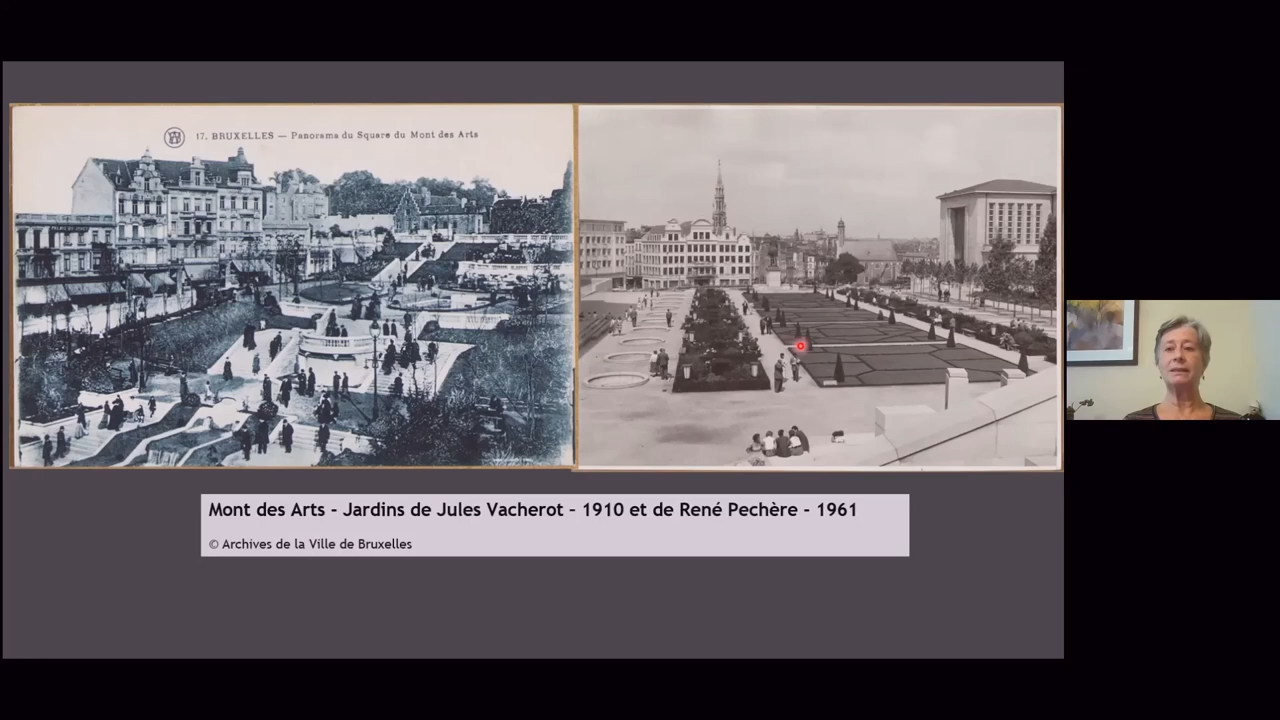 17. BRUXELLES — Panorama du Square du Mont des Arts
Mont des Arts - Jardins de Jules Vacherot - 1910 et de René Pechère - 1961
© Archives de la Ville de Bruxelles